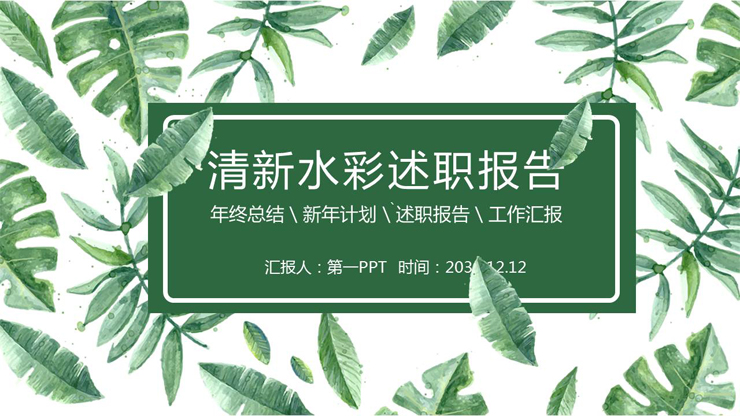 清新水彩述职报告
年终总结 \ 新年计划 \ 述职报告 \ 工作汇报
汇报人：第一PPT 时间：203 12.12